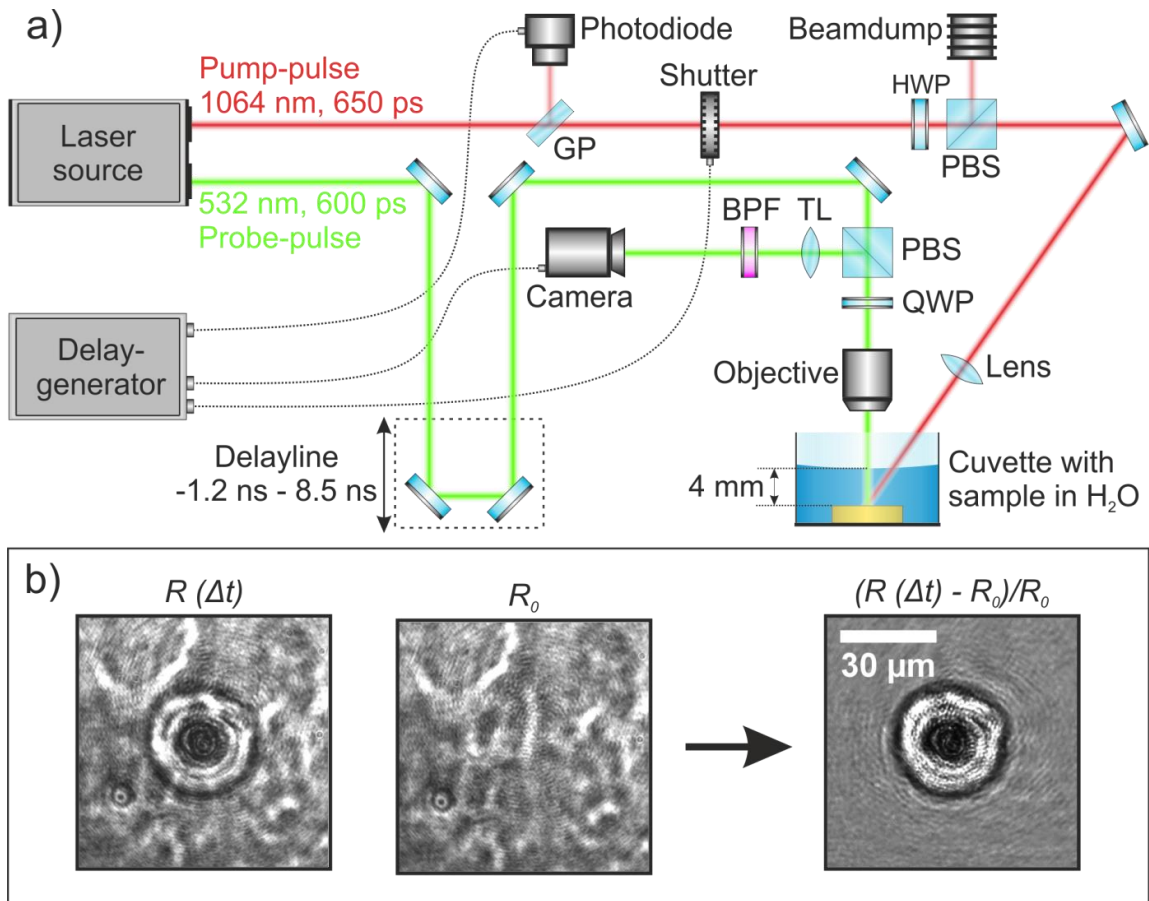 a)
Photodiode
Beamdump
Pump-pulse
1064 nm, 650 ps
Shutter
HWP
Laser
source
GP
PBS
532 nm, 600 ps
Probe-pulse
BPF
TL
PBS
Camera
QWP
Delay-
generator
Objective
Lens
Delayline
-1.2 ns - 8.5 ns
4 mm
Cuvette with
sample in H₂O
b)
R (Δt)
R₀
(R (Δt) - R₀)/R₀
30 μm